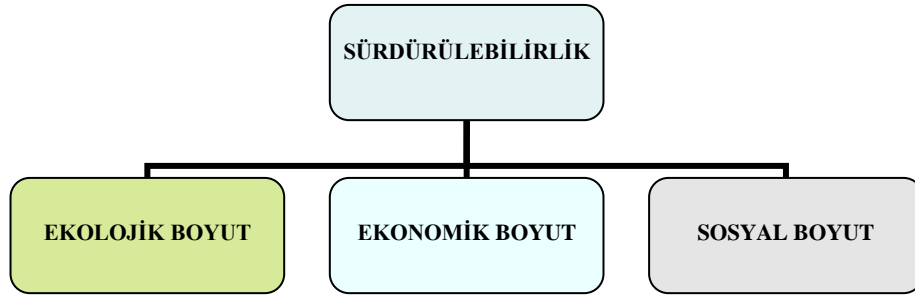 SÜRDÜRÜLEBİLİRLİK
EKOLOJİK BOYUT
EKONOMİK BOYUT
SOSYAL BOYUT